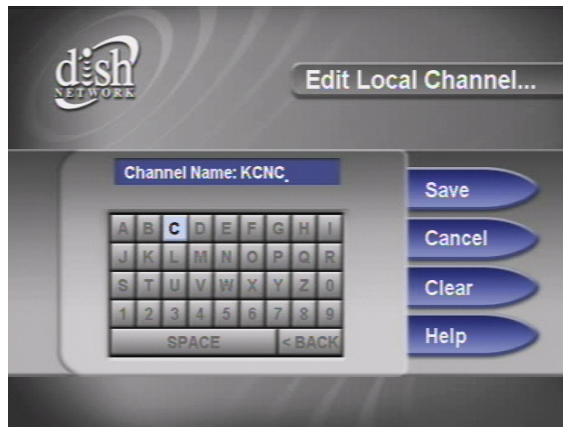 dish
NETWORK
Edit Local Channel...
Channel Name: KCNC_
A B C D E F G H I
J K L M N O P Q R
S T U V W X Y Z 0
1 2 3 4 5 6 7 8 9
SPACE < BACK
Save
Cancel
Clear
Help